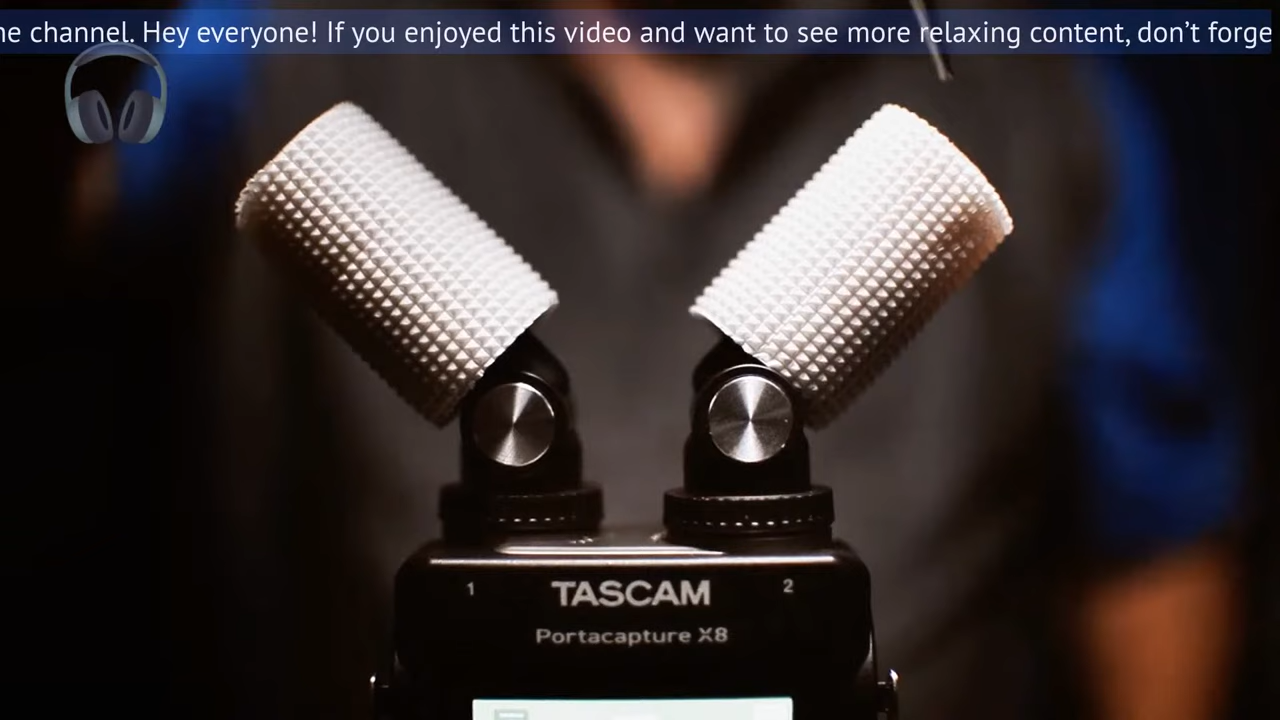 channel. Hey everyone! If you enjoyed this video and want to see more relaxing content, don’t
1 TASCAM 2
Portacapture X8